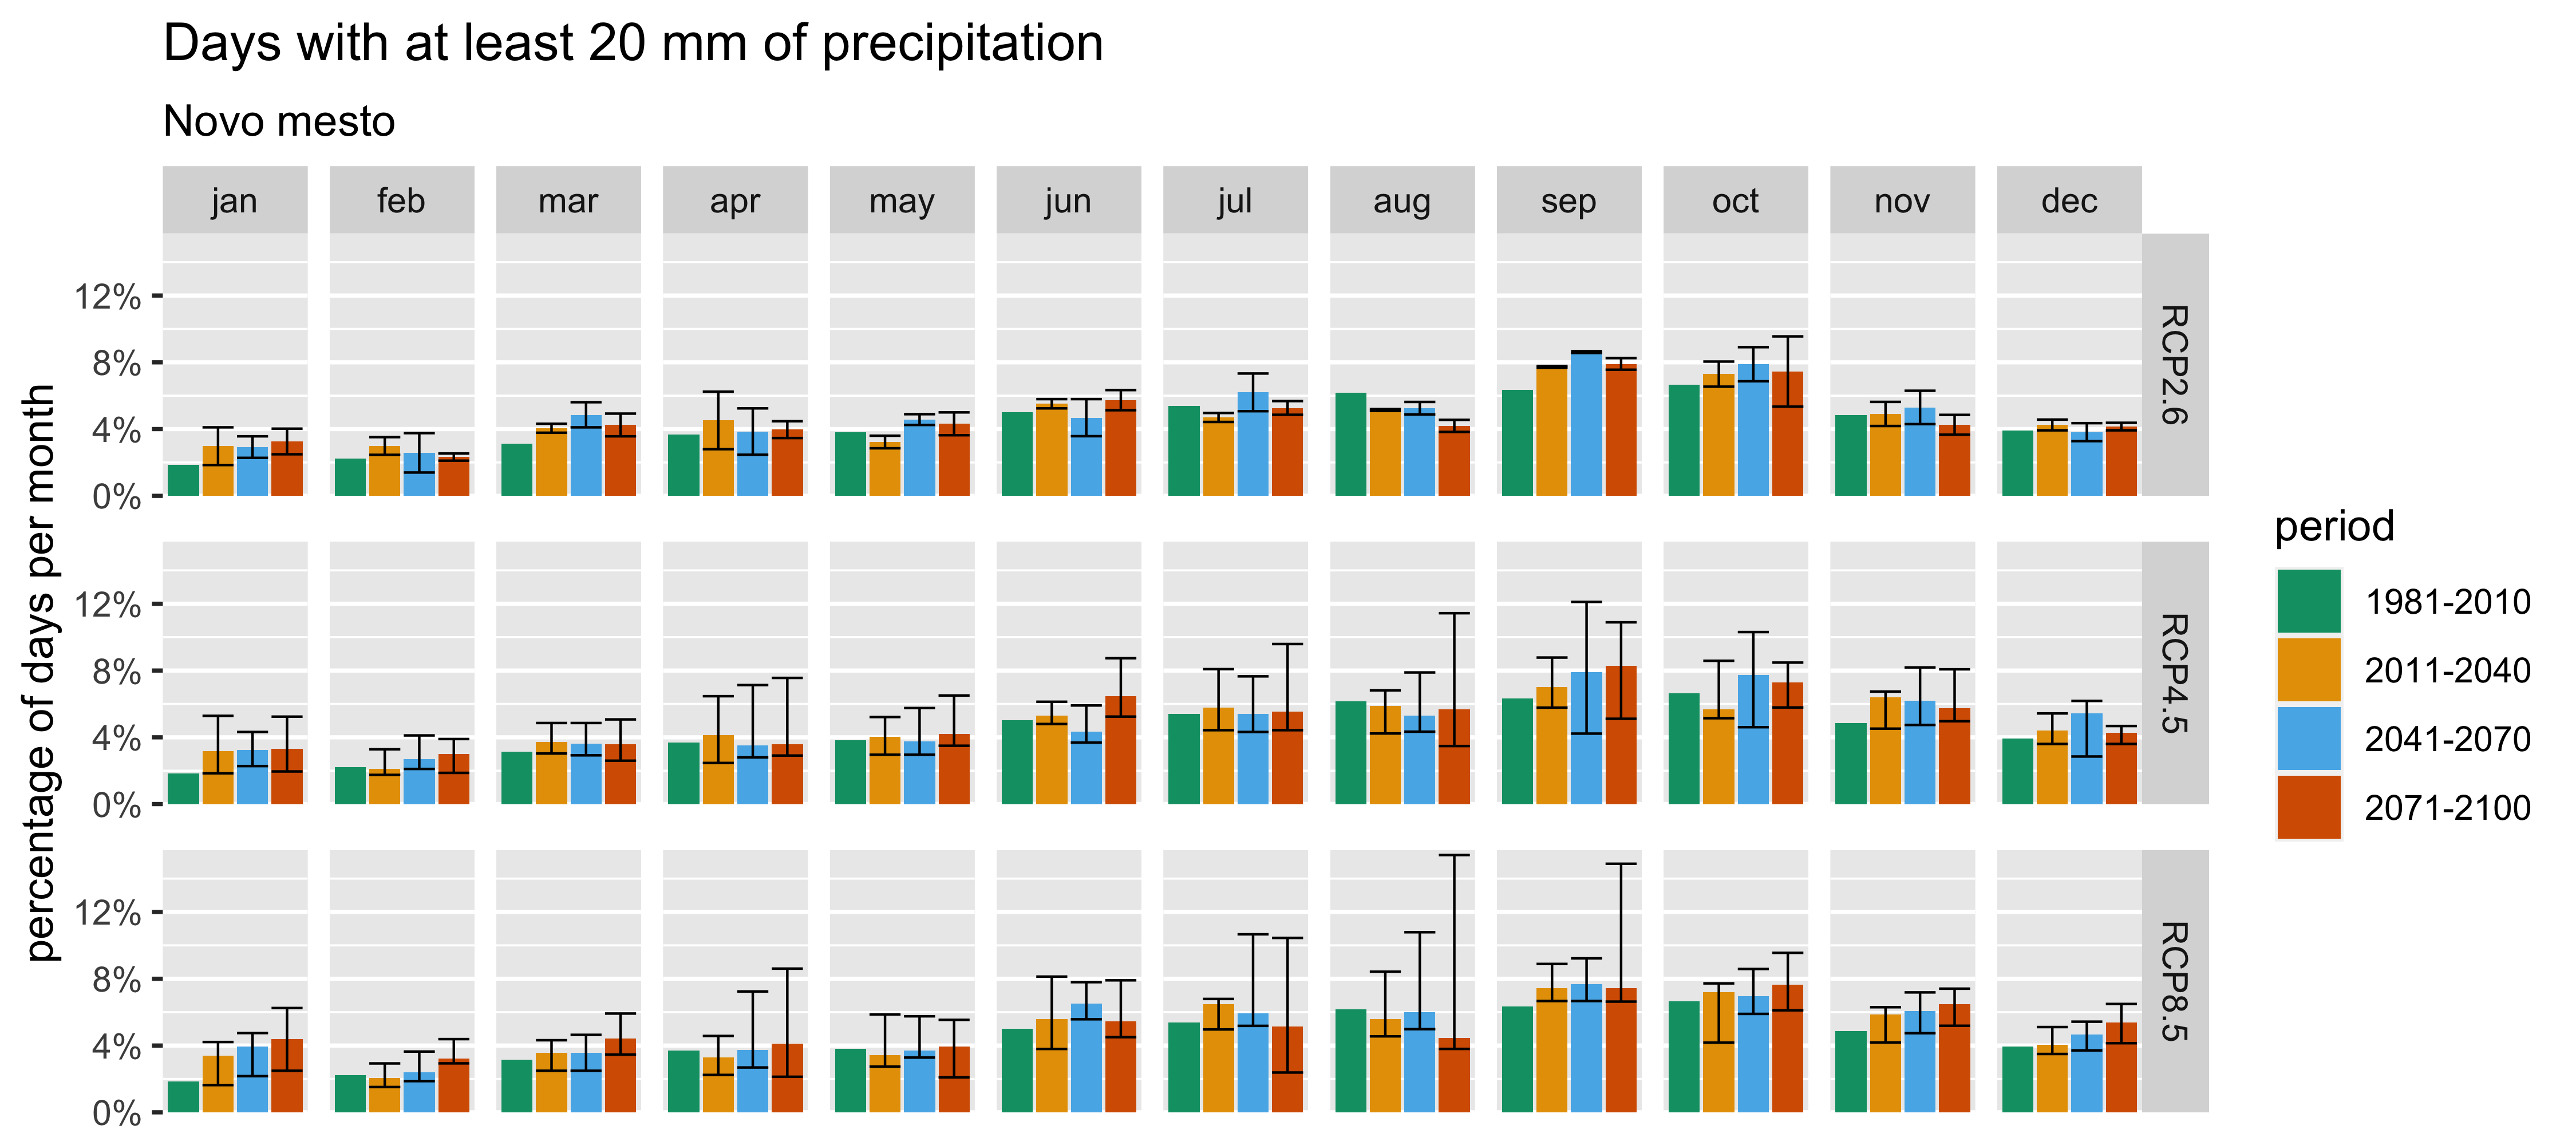 Days with at least 20 mm of precipitation
Novo mesto
jan feb mar apr may jun jul aug sep oct nov dec
percentage of days per month
12%
8%
4%
0%
RCP2.6
12%
8%
4%
0%
RCP4.5
12%
8%
4%
0%
RCP8.5
period
1981-2010
2011-2040
2041-2070
2071-2100